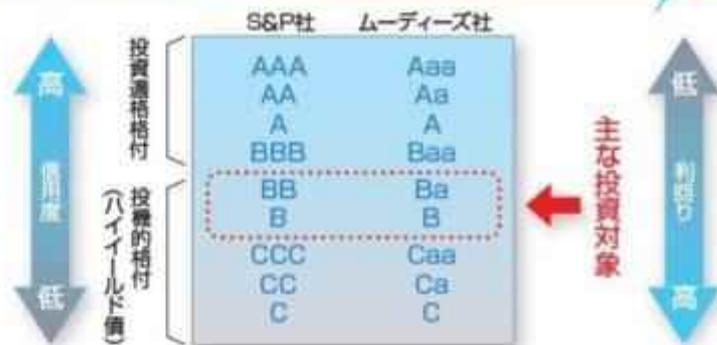 S&P社 ムーディーズ社
高
信用度
低
投資適格格付
投機的格付
(ハイイールド債)
AAA Aaa
AA Aa
A A
BBB Baa
BB Ba
B B
CCC Caa
CC Ca
C C
主な投資対象
低
利回り
高